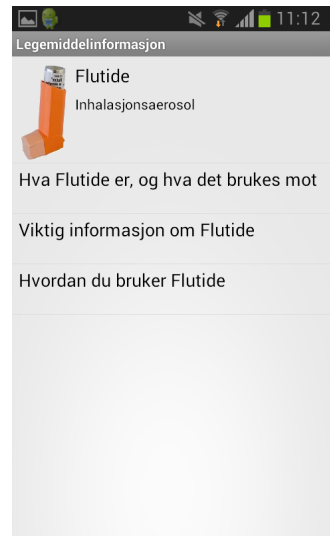 11:12
Legemiddelinformasjon
Flutide
Inhalasjonsaerosol
Hva Flutide er, og hva det brukes mot
Viktig informasjon om Flutide
Hvordan du bruker Flutide